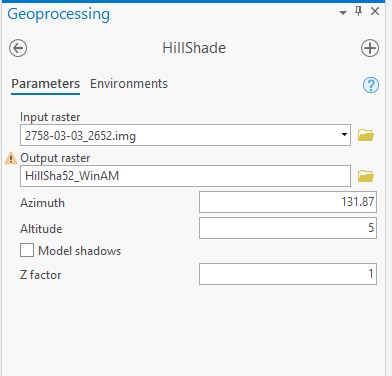 Geoprocessing
HillShade
Parameters Environments
Input raster
2758-03-03_2652.img
Output raster
HillSha52_WinAM
Azimuth 131.87
Altitude 5
Model shadows
Z factor 1